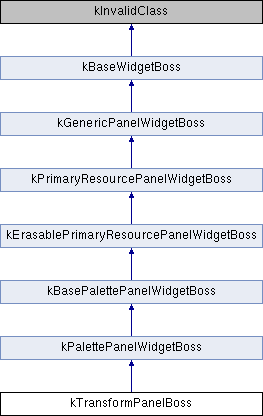 kInvalidClass
kBaseWidgetBoss
kGenericPanelWidgetBoss
kPrimaryResourcePanelWidgetBoss
kErasablePrimaryResourcePanelWidgetBoss
kBasePalettePanelWidgetBoss
kPalettePanelWidgetBoss
kTransformPanelBoss